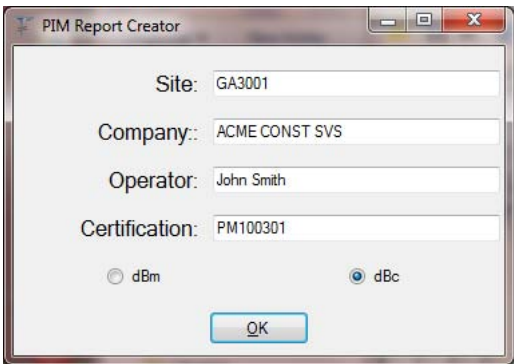 PIM Report Creator
Site: GA3001
Company:: ACME CONST SVS
Operator: John Smith
Certification: PM100301
dBm dBc
OK